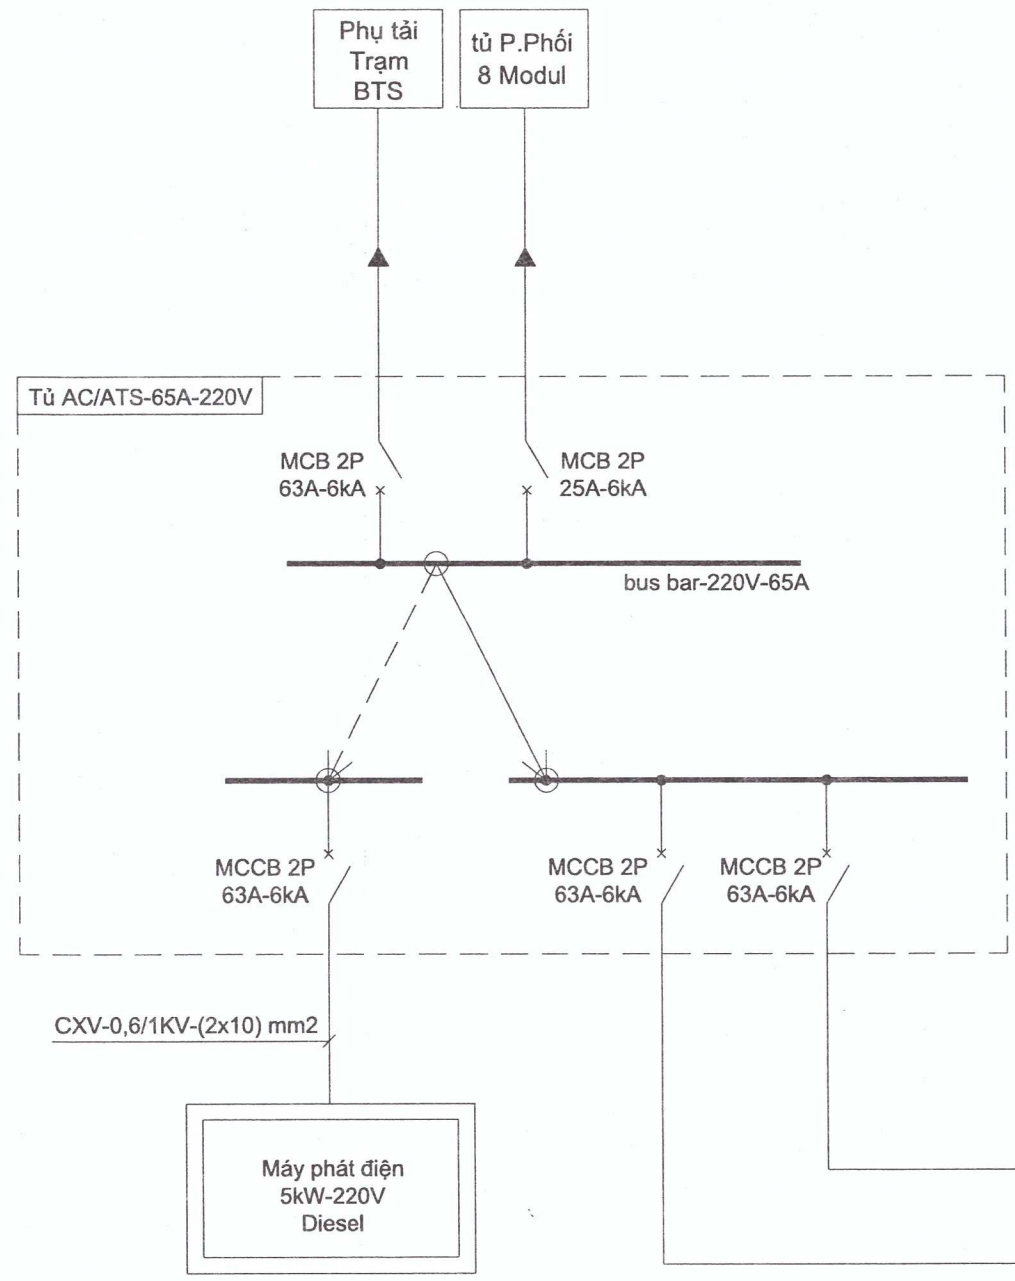 Phụ tải
Trạm
BTS
tủ P.Phối
8 Modul
Tủ AC/ATS-65A-220V
MCB 2P
63A-6kA
MCB 2P
25A-6kA
bus bar-220V-65A
MCCB 2P
63A-6kA
MCCB 2P
63A-6kA
MCCB 2P
63A-6kA
CXV-0,6/1KV-(2x10) mm2
Máy phát điện
5kW-220V
Diesel